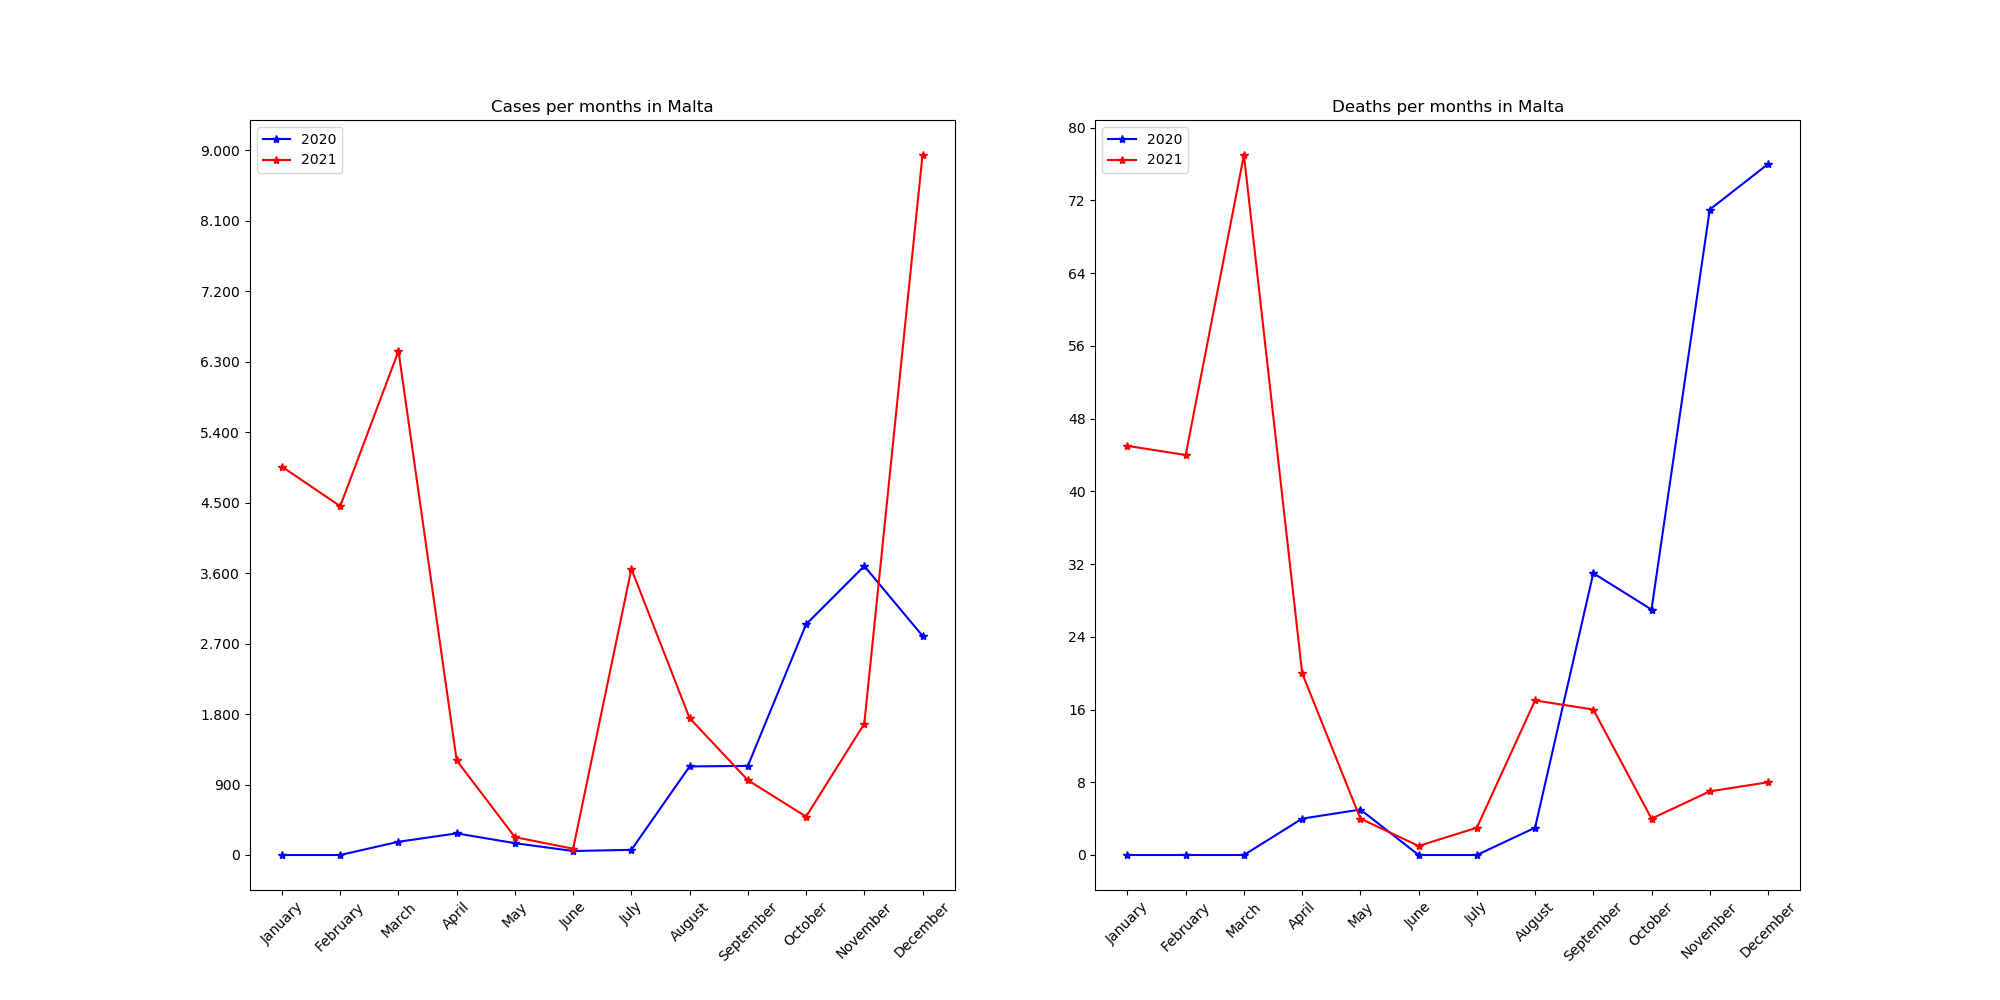 Cases per months in Malta
2020
2021
9.000
8.100
7.200
6.300
5.400
4.500
3.600
2.700
1.800
900
0
January
February
March
April
May
June
July
August
September
October
November
December
Deaths per months in Malta
2020
2021
80
72
64
56
48
40
32
24
16
8
0
January
February
March
April
May
June
July
August
September
October
November
December